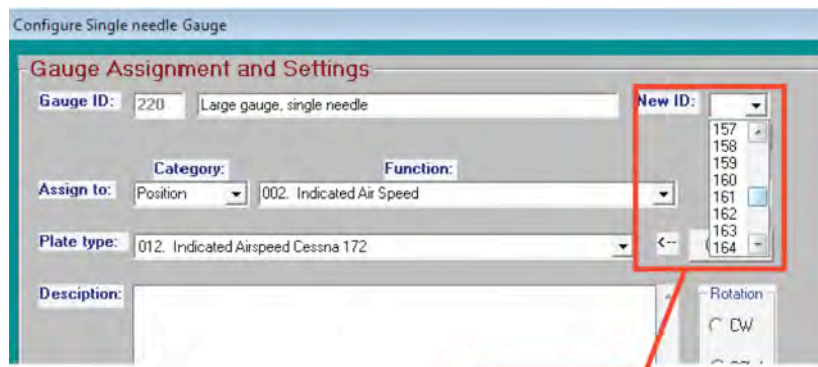 Configure Single needle Gauge
Gauge Assignment and Settings
Gauge ID: 220 Large gauge, single needle New ID:
157
158
159
160
161
162
163
164
Category: Function:
Assign to: Position 002. Indicated Air Speed
Plate type: 012. Indicated Airspeed Cessna 172 <--
Desciption:
Rotation
CW